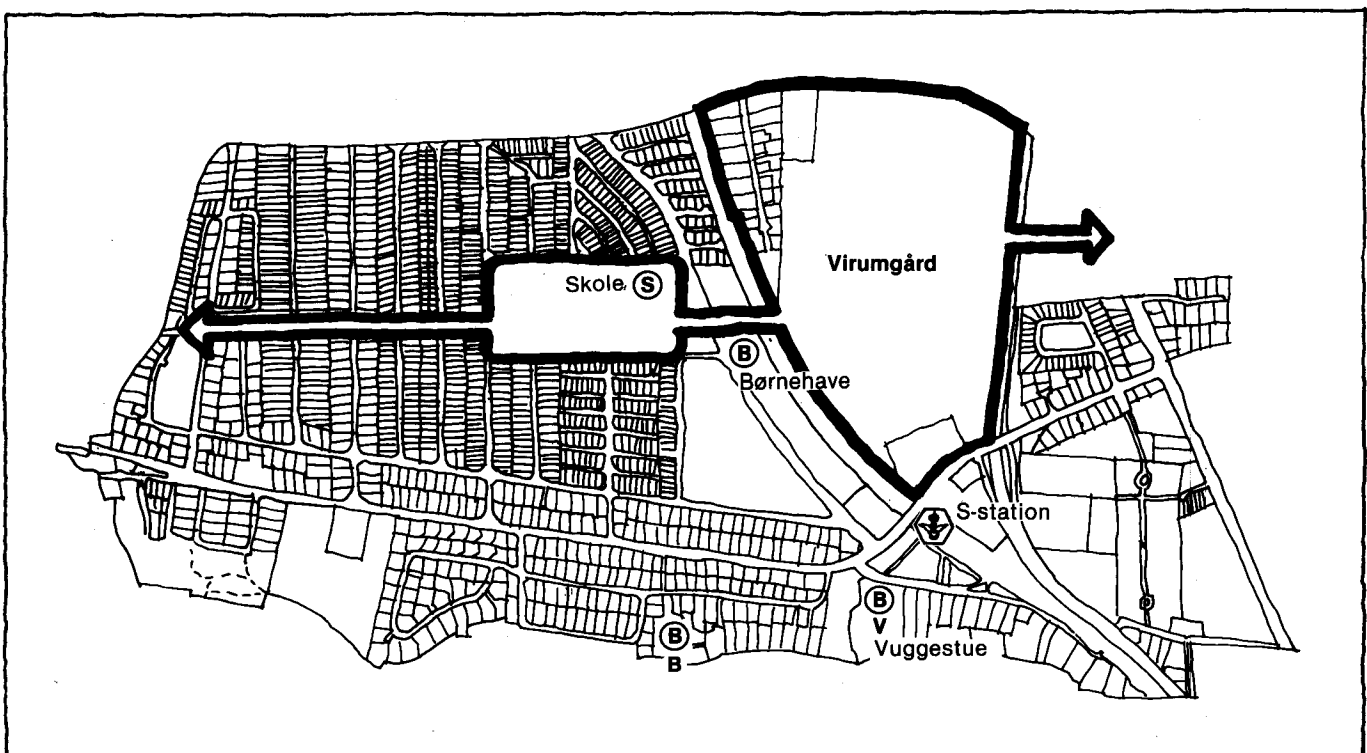 Virumgård
Skole S
B
Børnehave
S-station
B
V
Vuggestue
B
B